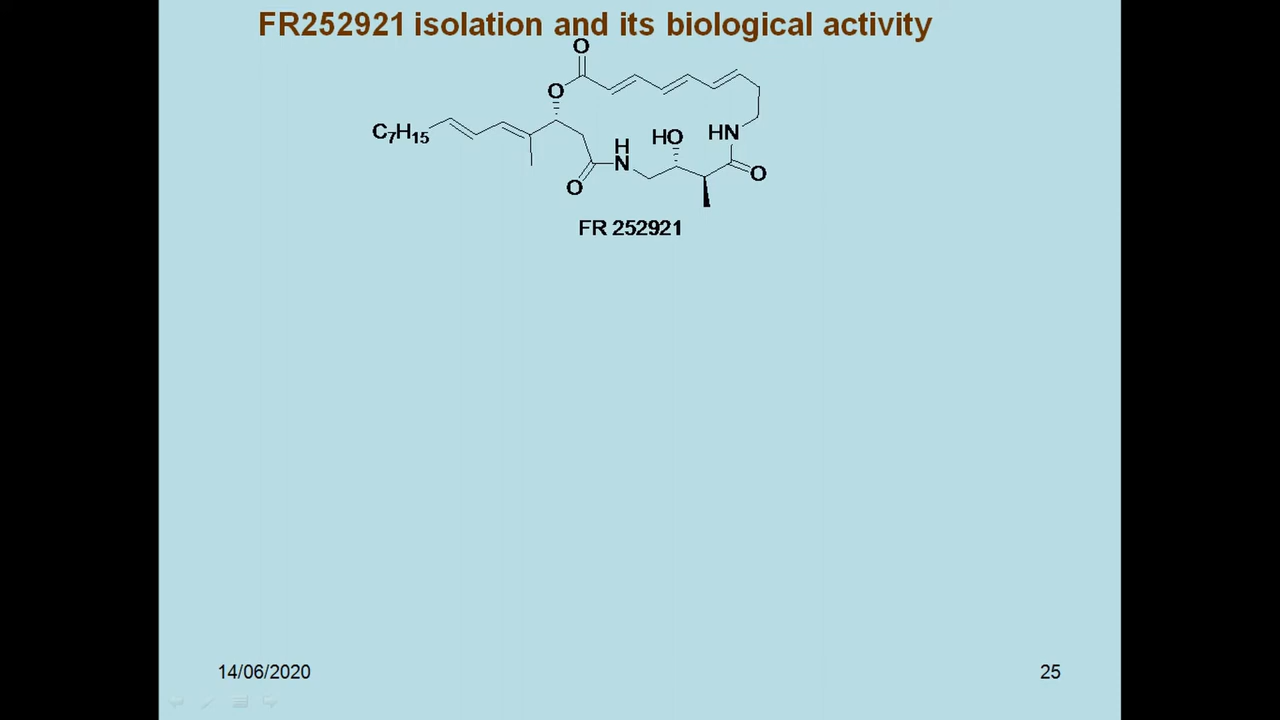 FR252921 isolation and its biological activity
O
O
C7H15
H
N
HO
HN
O
O
FR 252921
14/06/2020
25